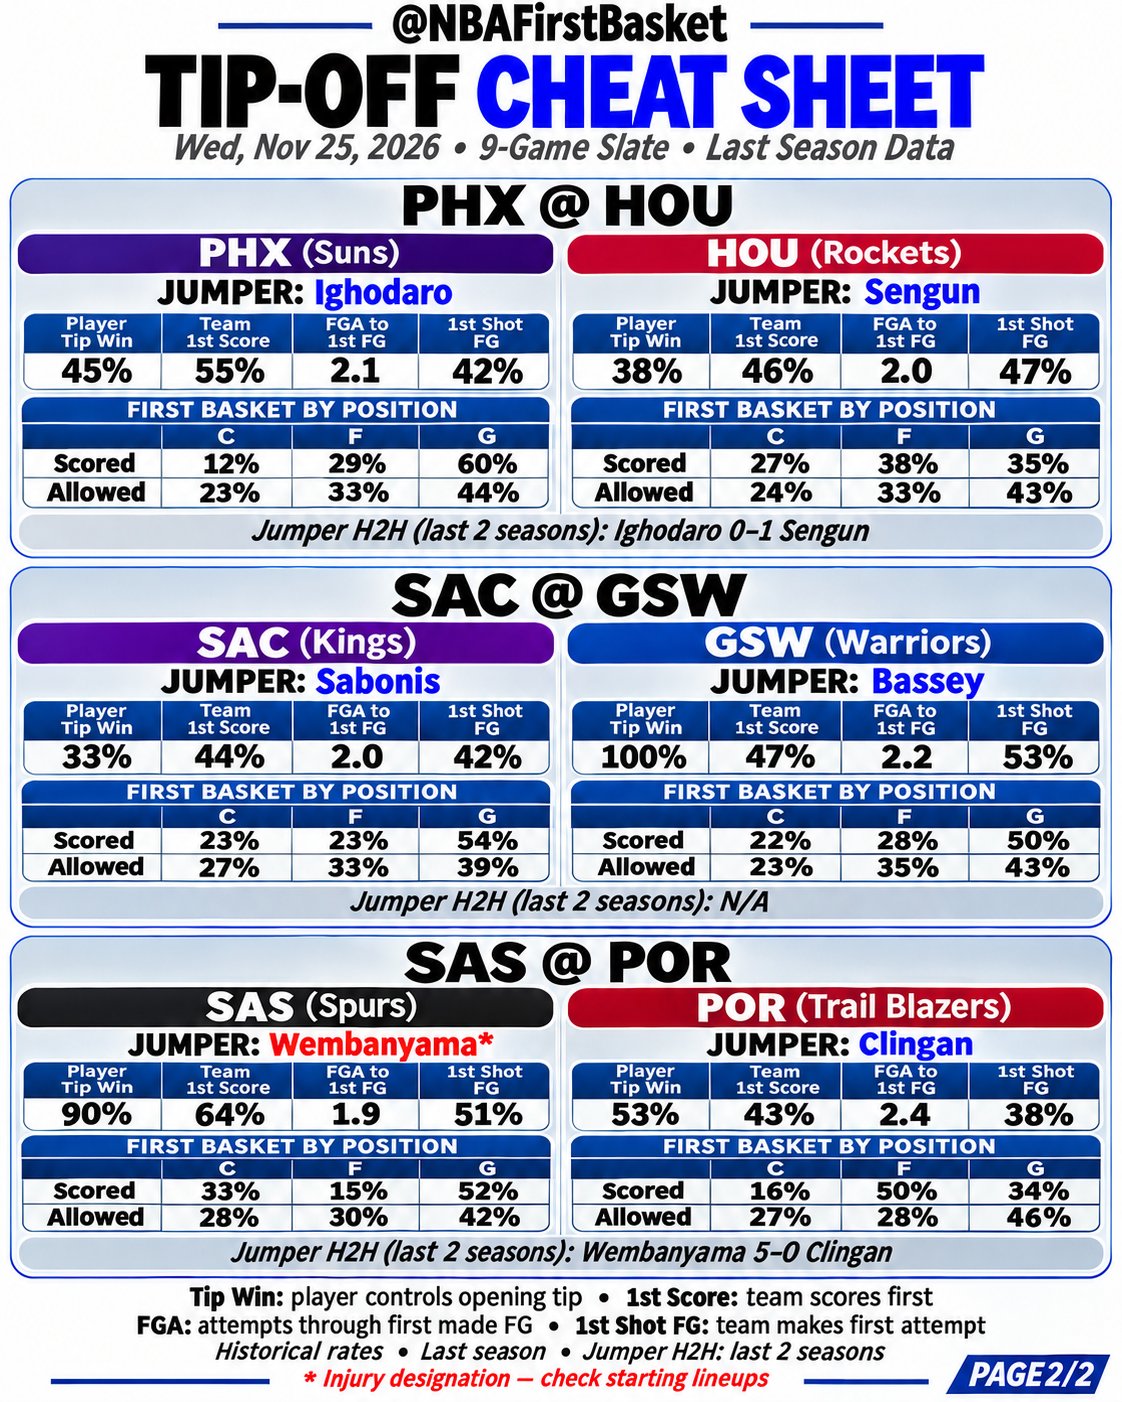 @NBAFirstBasket
TIP-OFF CHEAT SHEET
Wed, Nov 25, 2026 • 9-Game Slate • Last Season Data
PHX @ HOU
PHX (Suns)
JUMPER: Ighodaro
Player Team FGA to 1st Shot
Tip Win 1st Score 1st FG FG
45% 55% 2.1 42%
FIRST BASKET BY POSITION
C F G
Scored 12% 29% 60%
Allowed 23% 33% 44%
HOU (Rockets)
JUMPER: Sengun
Player Team FGA to 1st Shot
Tip Win 1st Score 1st FG FG
38% 46% 2.0 47%
FIRST BASKET BY POSITION
C F G
Scored 27% 38% 35%
Allowed 24% 33% 43%
Jumper H2H (last 2 seasons): Ighodaro 0–1 Sengun
SAC @ GSW
SAC (Kings)
JUMPER: Sabonis
Player Team FGA to 1st Shot
Tip Win 1st Score 1st FG FG
33% 44% 2.0 42%
FIRST BASKET BY POSITION
C F G
Scored 23% 23% 54%
Allowed 27% 33% 39%
GSW (Warriors)
JUMPER: Bassey
Player Team FGA to 1st Shot
Tip Win 1st Score 1st FG FG
100% 47% 2.2 53%
FIRST BASKET BY POSITION
C F G
Scored 22% 28% 50%
Allowed 23% 35% 43%
Jumper H2H (last 2 seasons): N/A
SAS @ POR
SAS (Spurs)
JUMPER: Wembanyama*
Player Team FGA to 1st Shot
Tip Win 1st Score 1st FG FG
90% 64% 1.9 51%
FIRST BASKET BY POSITION
C F G
Scored 33% 15% 52%
Allowed 28% 30% 42%
POR (Trail Blazers)
JUMPER: Clingan
Player Team FGA to 1st Shot
Tip Win 1st Score 1st FG FG
53% 43% 2.4 38%
FIRST BASKET BY POSITION
C F G
Scored 16% 50% 34%
Allowed 27% 28% 46%
Jumper H2H (last 2 seasons): Wembanyama 5–0 Clingan
Tip Win: player controls opening tip • 1st Score: team scores first
FGA: attempts through first made FG • 1st Shot FG: team makes first attempt
Historical rates • Last season • Jumper H2H: last 2 seasons
* Injury designation — check starting lineups
PAGE 2/2